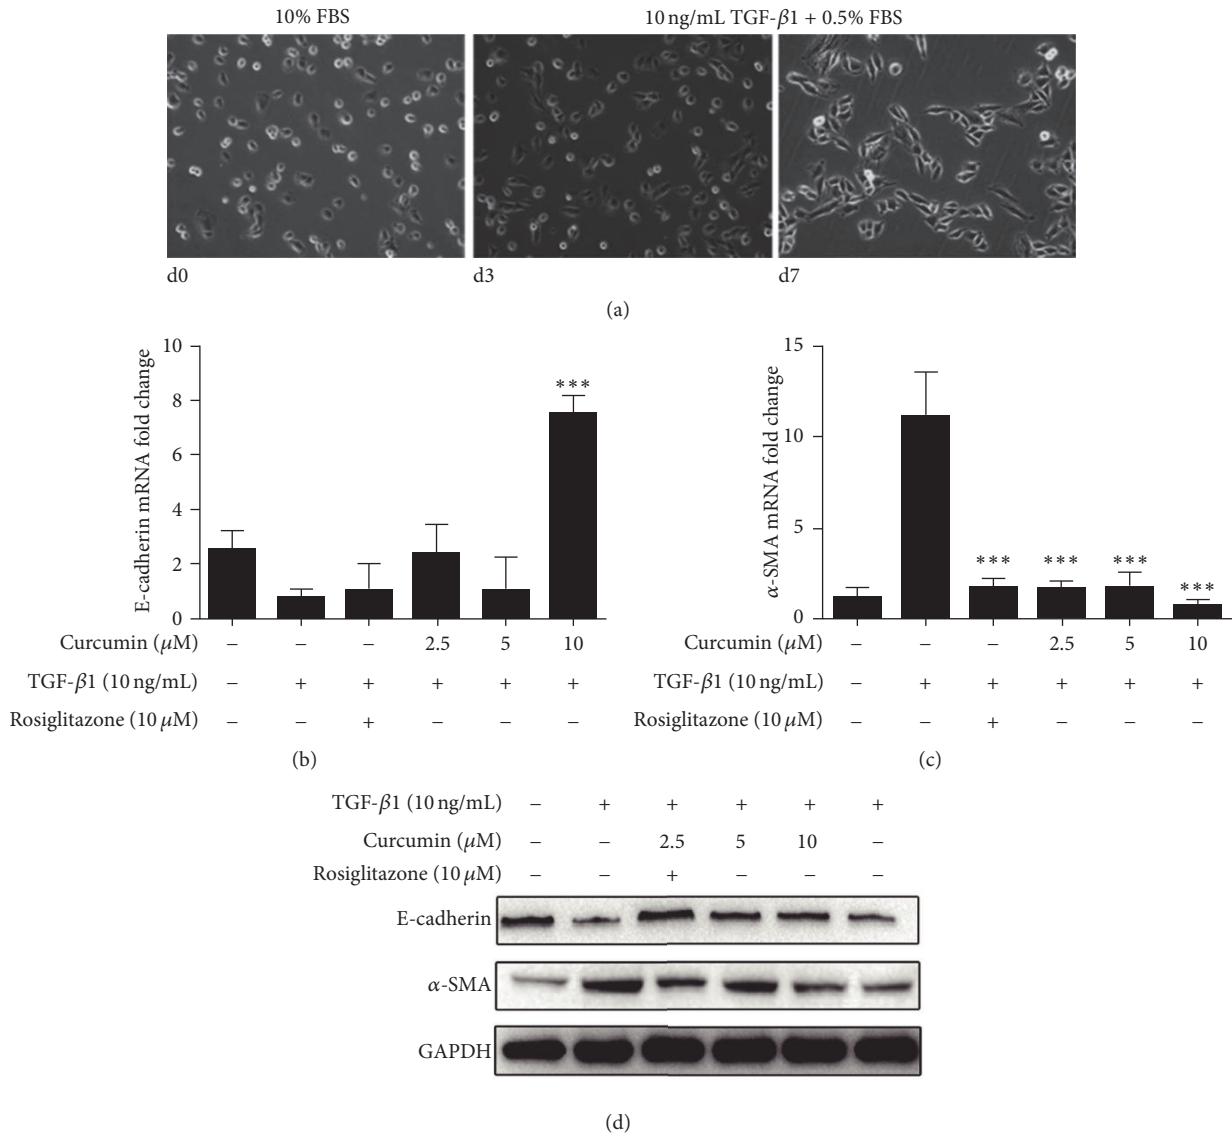 10% FBS
10 ng/mL TGF-β1 + 0.5% FBS
d0
d3
d7
(a)
E-cadherin mRNA fold change
10
8
6
4
2
0
***
Curcumin (μM) – – – 2.5 5 10
TGF-β1 (10 ng/mL) – + + + + +
Rosiglitazone (10 μM) – – + – – –
(b)
α-SMA mRNA fold change
15
10
5
0
*** *** *** ***
Curcumin (μM) – – – 2.5 5 10
TGF-β1 (10 ng/mL) – + + + + +
Rosiglitazone (10 μM) – – + – – –
(c)
TGF-β1 (10 ng/mL) – + + + + +
Curcumin (μM) – – 2.5 5 10 –
Rosiglitazone (10 μM) – – + – – –
E-cadherin
α-SMA
GAPDH
(d)